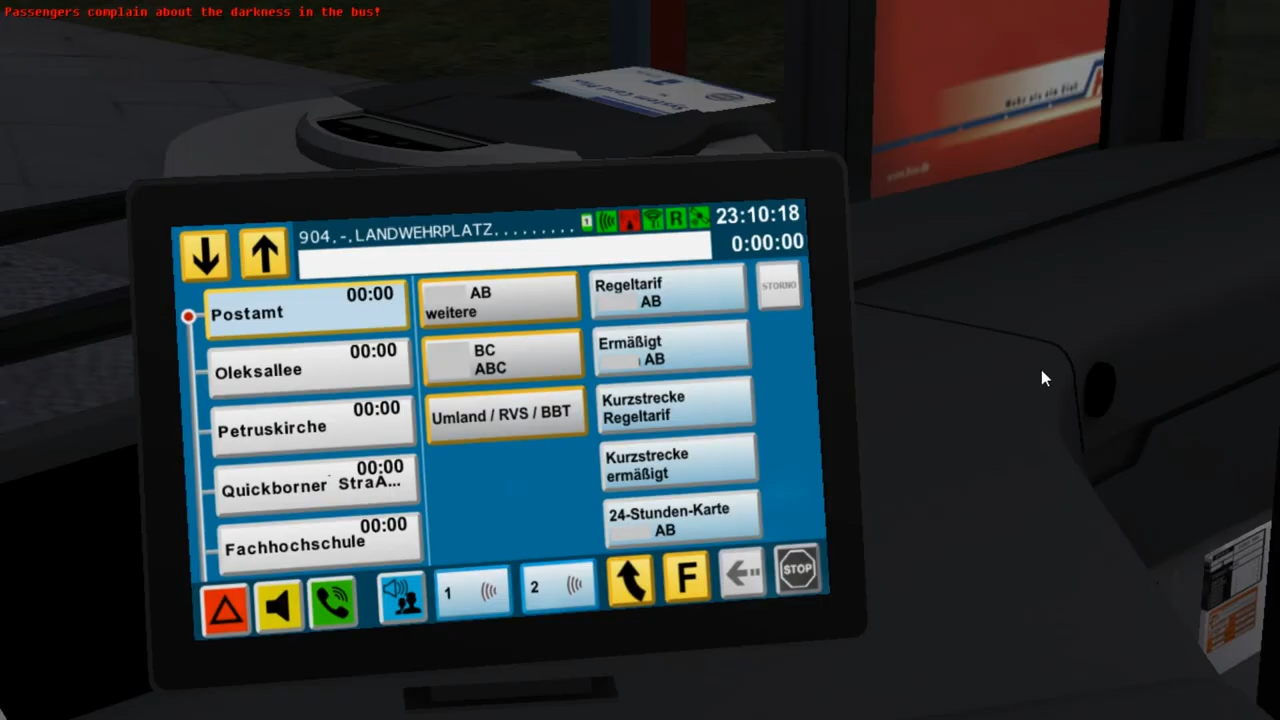 Passengers complain about the darkness in the bus!
904.-.LANDWEHRPLATZ.........
1
R
23:10:18
0:00:00
Postamt 00:00
Oleksallee 00:00
Petruskirche 00:00
Quickborner StraÃ... 00:00
Fachhochschule 00:00
AB
weitere
BC
ABC
Umland / RVS / BBT
Regeltarif
AB
Ermäßigt
AB
Kurzstrecke
Regeltarif
Kurzstrecke
ermäßigt
24-Stunden-Karte
AB
STORNO
1
2
F
STOP